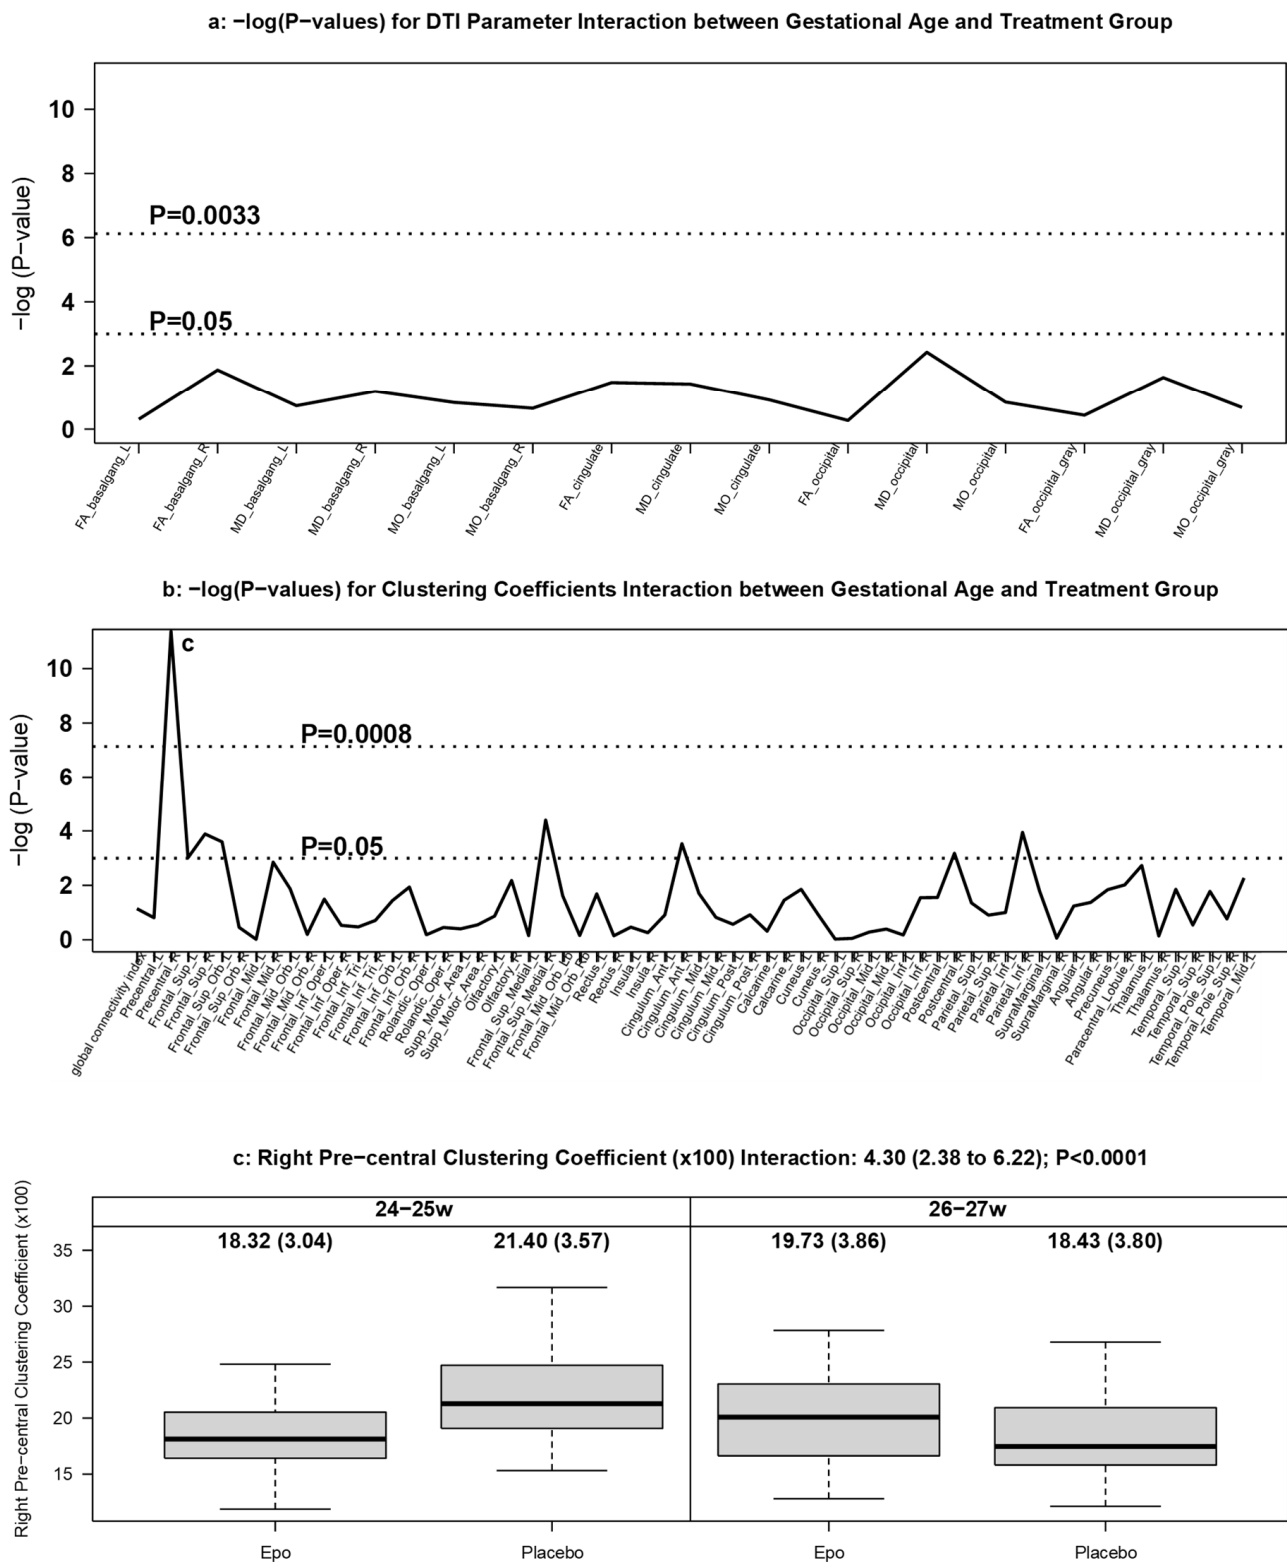 a: −log(P−values) for DTI Parameter Interaction between Gestational Age and Treatment Group
−log (P−value)
10
8
6
4
2
0
P=0.0033
P=0.05
FA_basalgang_L
FA_basalgang_R
MD_basalgang_L
MD_basalgang_R
MO_basalgang_L
MO_basalgang_R
FA_cingulate
MD_cingulate
MO_cingulate
FA_occipital
MD_occipital
MO_occipital
FA_occipital_gray
MD_occipital_gray
MO_occipital_gray
b: −log(P−values) for Clustering Coefficients Interaction between Gestational Age and Treatment Group
−log (P−value)
10
8
6
4
2
0
c
P=0.0008
P=0.05
global connectivity index
Precentral_L
Precentral_R
Frontal_Sup_L
Frontal_Sup_R
Frontal_Sup_Orb_L
Frontal_Sup_Orb_R
Frontal_Mid_L
Frontal_Mid_R
Frontal_Mid_Orb_L
Frontal_Mid_Orb_R
Frontal_Inf_Oper_L
Frontal_Inf_Oper_R
Frontal_Inf_Tri_L
Frontal_Inf_Tri_R
Frontal_Inf_Orb_L
Frontal_Inf_Orb_R
Rolandic_Oper_L
Rolandic_Oper_R
Supp_Motor_Area_L
Supp_Motor_Area_R
Olfactory_L
Olfactory_R
Frontal_Sup_Medial_L
Frontal_Sup_Medial_R
Frontal_Mid_Orb_Lb
Frontal_Mid_Orb_Rb
Rectus_L
Rectus_R
Insula_L
Insula_R
Cingulum_Ant_L
Cingulum_Ant_R
Cingulum_Mid_L
Cingulum_Mid_R
Cingulum_Post_L
Cingulum_Post_R
Calcarine_L
Calcarine_R
Cuneus_L
Cuneus_R
Occipital_Sup_L
Occipital_Sup_R
Occipital_Mid_L
Occipital_Mid_R
Occipital_Inf_L
Occipital_Inf_R
Postcentral_L
Postcentral_R
Parietal_Sup_L
Parietal_Sup_R
Parietal_Inf_L
Parietal_Inf_R
SupraMarginal_L
SupraMarginal_R
Angular_L
Angular_R
Precuneus_L
Paracentral_Lobule_R
Thalamus_L
Thalamus_R
Temporal_Sup_L
Temporal_Sup_R
Temporal_Pole_Sup_L
Temporal_Pole_Sup_R
Temporal_Mid_L
c: Right Pre−central Clustering Coefficient (x100) Interaction: 4.30 (2.38 to 6.22); P<0.0001
Right Pre−central Clustering Coefficient (x100)
24−25w
26−27w
18.32 (3.04)
21.40 (3.57)
19.73 (3.86)
18.43 (3.80)
35
30
25
20
15
Epo
Placebo
Epo
Placebo